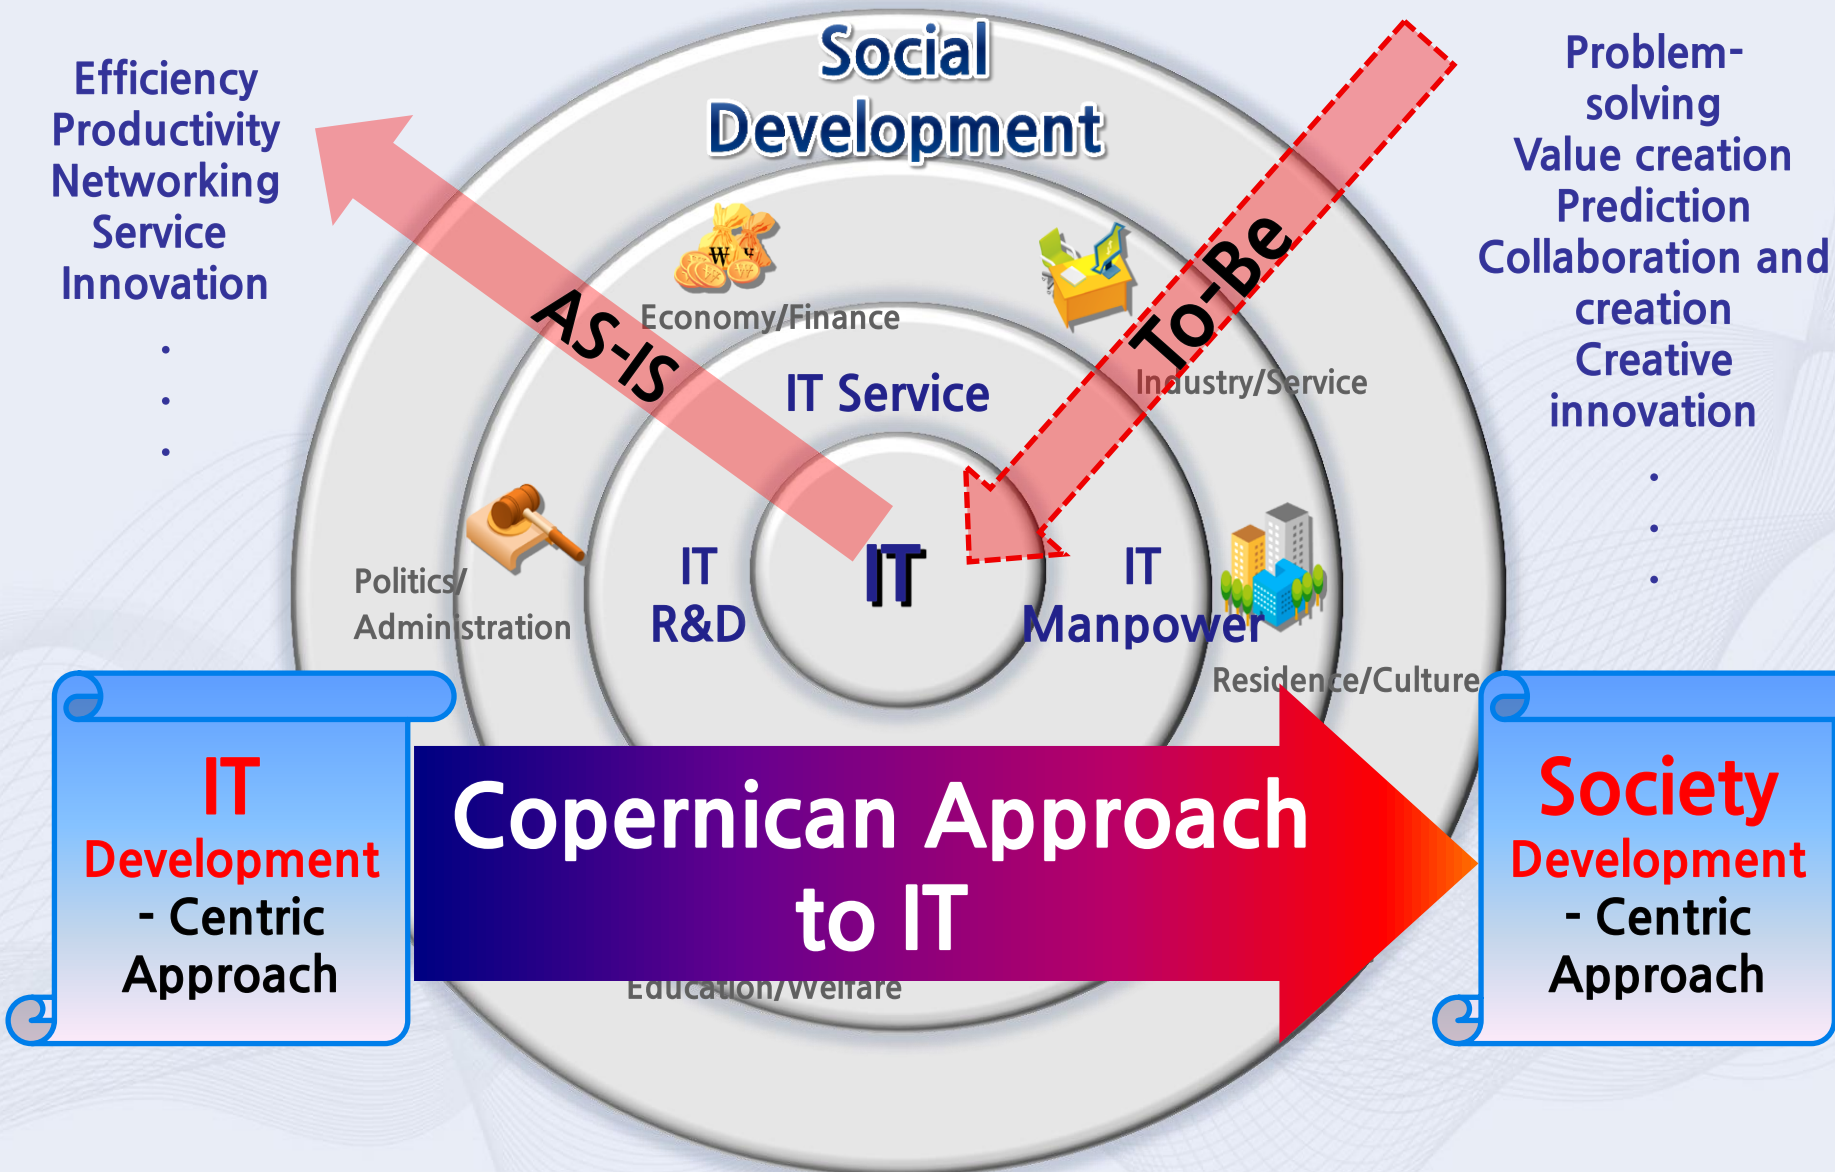 Social
Development
Efficiency
Productivity
Networking
Service
Innovation
.
.
.
Problem-
solving
Value creation
Prediction
Collaboration and
creation
Creative
innovation
.
.
.
AS-IS
To-Be
₩
Economy/Finance
Industry/Service
IT Service
IT
IT
R&D
IT
Manpower
Politics/
Administration
Residence/Culture
IT
Development
- Centric
Approach
Copernican Approach
to IT
Society
Development
- Centric
Approach
Education/Welfare